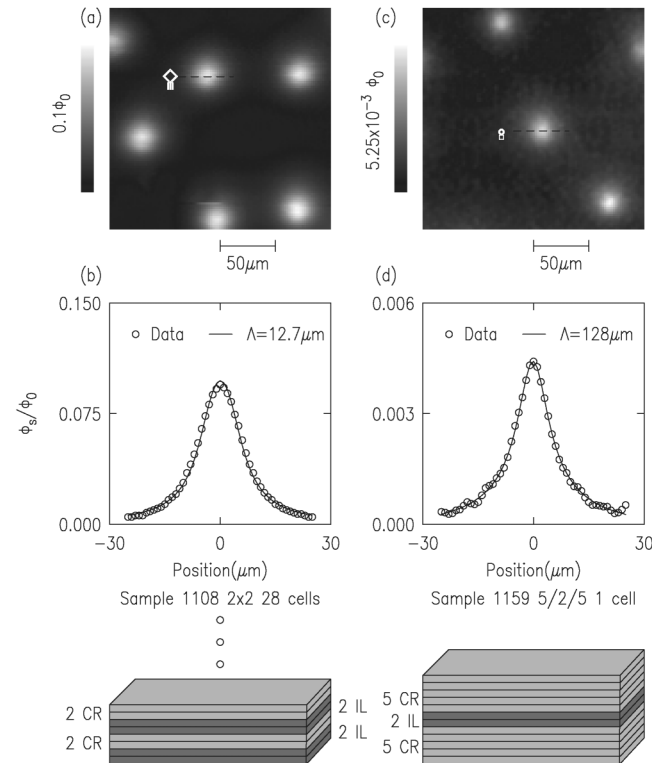 (a)
0.1ϕ₀
50μm
(c)
5.25x10⁻³ ϕ₀
50μm
(b)
ϕₛ/ϕ₀
0.150
0.075
0.000
Data
Λ=12.7μm
-30
0
30
Position(μm)
(d)
0.006
0.003
0.000
Data
Λ=128μm
-30
0
30
Position(μm)
Sample 1108 2x2 28 cells
2 CR
2 CR
2 IL
2 IL
Sample 1159 5/2/5 1 cell
5 CR
2 IL
5 CR